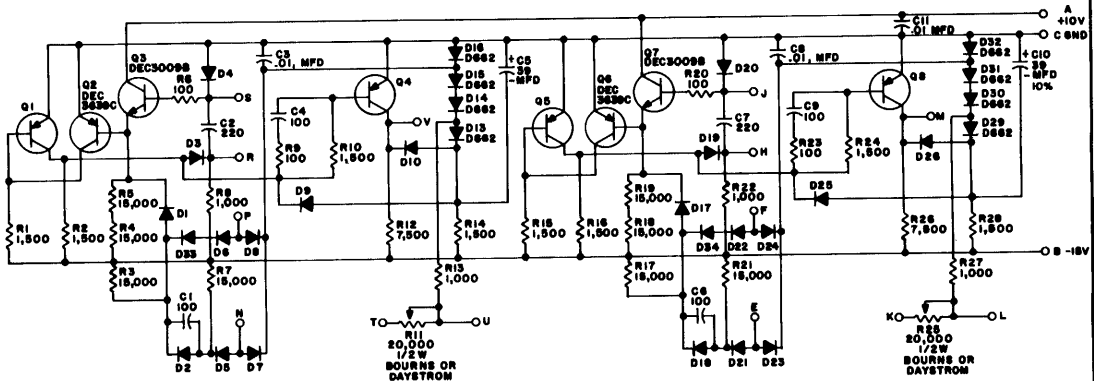 A
+10V
C GND
C11
.01 MFD
Q3
DEC3009B
C3
.01, MFD
D16
D662
C5
39
-MFD
Q7
DEC3009B
C8
.01, MFD
D32
D662
C10
39
-MFD
10%
Q1
Q2
DEC
3639C
R6
100
D4
S
C2
220
R
D3
C4
100
R9
100
R10
1,500
Q4
V
D10
D15
D662
D14
D662
D13
D662
Q5
Q6
DEC
3639C
R20
100
D20
J
C7
220
H
D19
C9
100
R23
100
R24
1,500
Q8
M
D26
D31
D662
D30
D662
D29
D662
R1
1,500
R2
1,500
R5
15,000
R4
15,000
R3
15,000
D1
R8
1,000
P
D33
D6
D8
R7
15,000
D9
R12
7,500
R14
1,500
R13
1,000
R15
1,500
R16
1,500
R19
15,000
R18
15,000
R17
15,000
D17
R22
1,000
F
D34
D22
D24
R21
15,000
D25
R26
7,500
R28
1,500
B -15V
R27
1,000
C1
100
N
D2
D5
D7
T
R11
20,000
1/2W
BOURNS OR
DAYSTROM
U
C6
100
E
D18
D21
D23
K
R25
20,000
1/2W
BOURNS OR
DAYSTROM
L